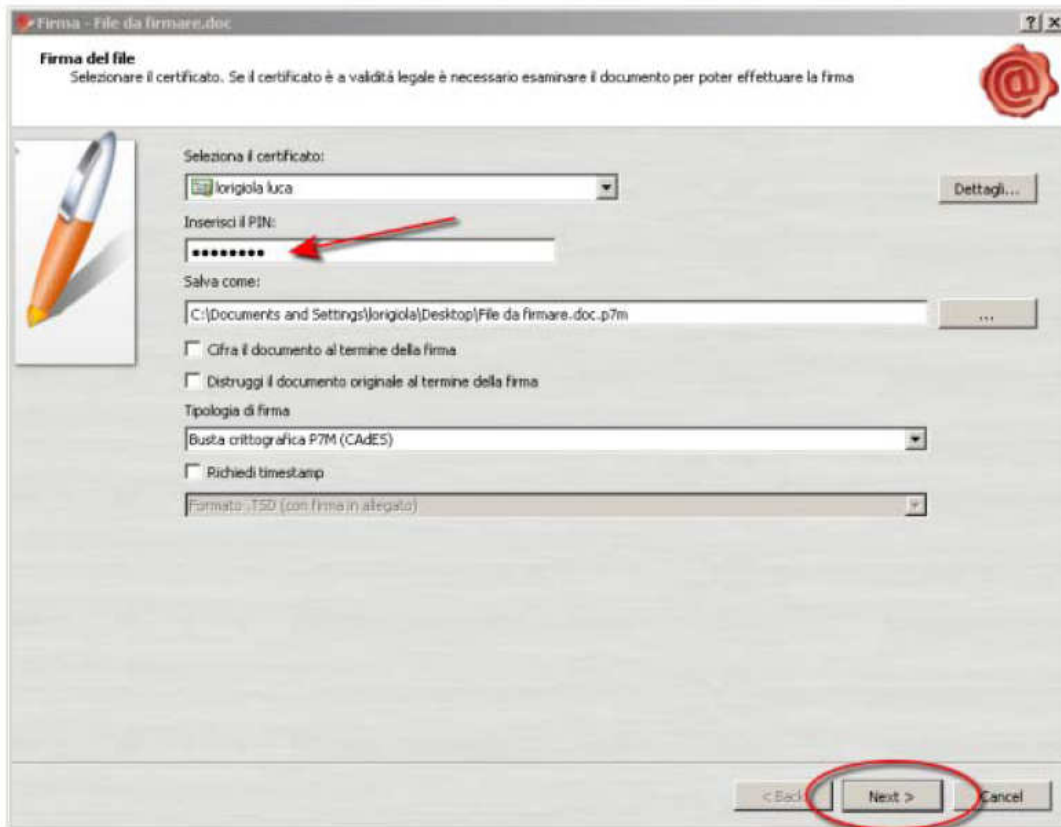 Firma - File da firmare.doc
Firma del file
Selezionare il certificato. Se il certificato è a validità legale è necessario esaminare il documento per poter effettuare la firma
Seleziona il certificato:
lorigiola luca
Dettagli...
Inserisci il PIN:
••••••••
Salva come:
C:\Documents and Settings\lorigiola\Desktop\File da firmare.doc.p7m
...
Cifra il documento al termine della firma
Distruggi il documento originale al termine della firma
Tipologia di firma
Busta crittografica P7M (CAdES)
Richiedi timestamp
Formato .TSD (con firma in allegato)
< Back Next > Cancel